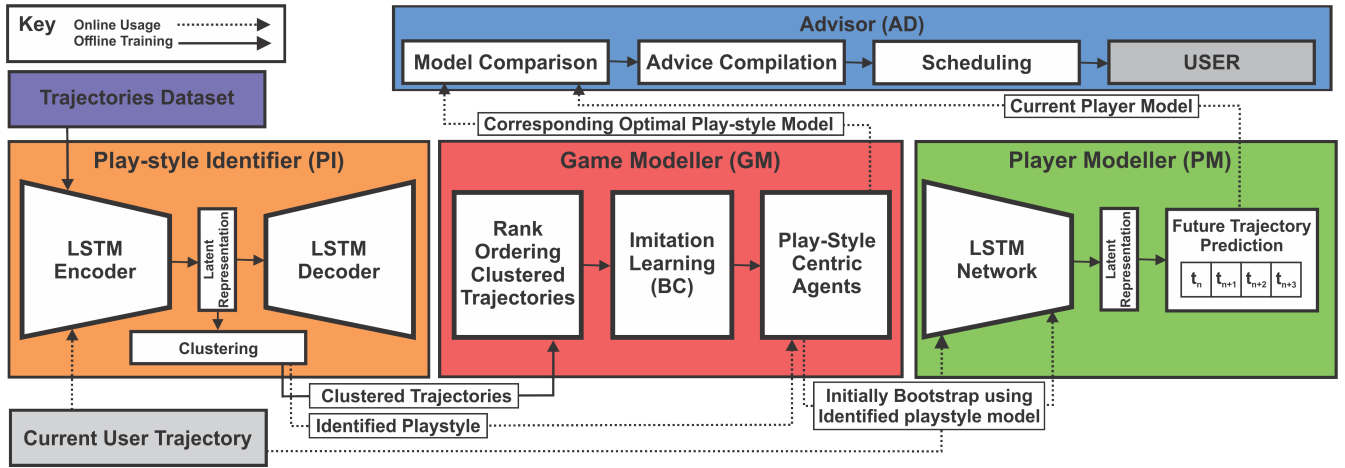 Key
Online Usage
Offline Training
Trajectories Dataset
Advisor (AD)
Model Comparison
Advice Compilation
Scheduling
USER
Corresponding Optimal Play-style Model
Current Player Model
Play-style Identifier (PI)
LSTM
Encoder
Latent
Representation
LSTM
Decoder
Clustering
Game Modeller (GM)
Rank
Ordering
Clustered
Trajectories
Imitation
Learning
(BC)
Play-Style
Centric
Agents
Player Modeller (PM)
LSTM
Network
Latent
Representation
Future Trajectory
Prediction
tn tn+1 tn+2 tn+3
Clustered Trajectories
Identified Playstyle
Initially Bootstrap using
Identified playstyle model
Current User Trajectory